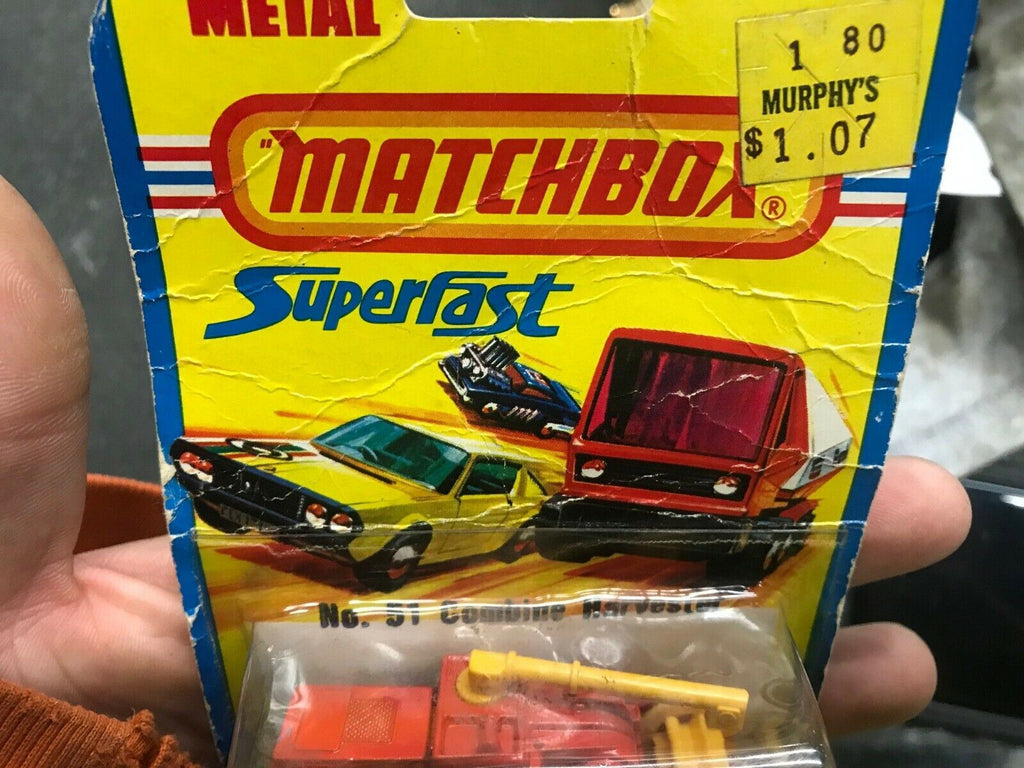 METAL
1 80
MURPHY'S
$1.07
"MATCHBOX®
Superfast
No. 51 Combine Harvester